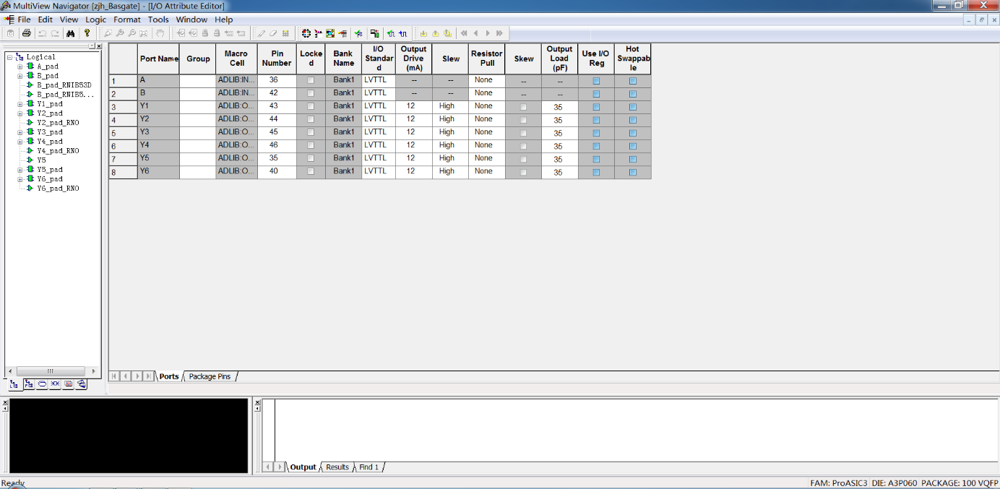 MultiView Navigator [zjh_Basgate] - [I/O Attribute Editor]
File Edit View Logic Format Tools Window Help
Logical
A_pad
B_pad
B_pad_RNIB53D
B_pad_RNIB5...
Y1_pad
Y2_pad
Y2_pad_RNO
Y3_pad
Y4_pad
Y4_pad_RNO
Y5
Y5_pad
Y6_pad
Y6_pad_RNO
Port Name Group Macro Cell Pin Number Locked Bank Name I/O Standard Output Drive (mA) Slew Resistor Pull Skew Output Load (pF) Use I/O Reg Hot Swappable
1 A ADLIB:IN... 36 Bank1 LVTTL -- -- None -- --
2 B ADLIB:IN... 42 Bank1 LVTTL -- -- None -- --
3 Y1 ADLIB:O... 43 Bank1 LVTTL 12 High None 35
4 Y2 ADLIB:O... 44 Bank1 LVTTL 12 High None 35
5 Y3 ADLIB:O... 45 Bank1 LVTTL 12 High None 35
6 Y4 ADLIB:O... 46 Bank1 LVTTL 12 High None 35
7 Y5 ADLIB:O... 35 Bank1 LVTTL 12 High None 35
8 Y6 ADLIB:O... 40 Bank1 LVTTL 12 High None 35
Ports Package Pins
Output Results Find 1
Ready
FAM: ProASIC3 DIE: A3P060 PACKAGE: 100 VQFP